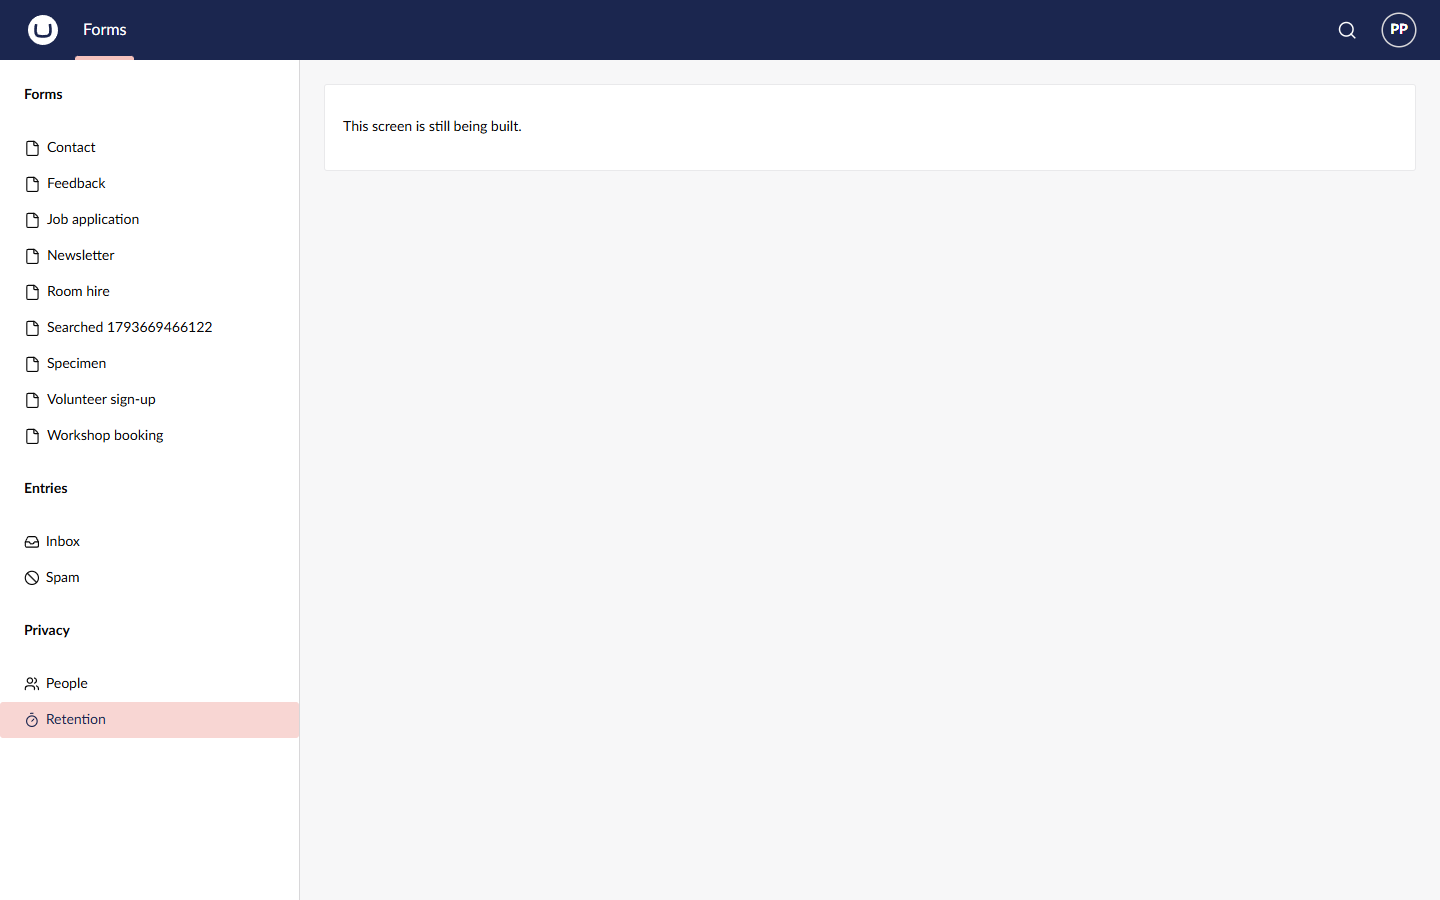 Forms
PP
Forms
Contact
Feedback
Job application
Newsletter
Room hire
Searched 1793669466122
Specimen
Volunteer sign-up
Workshop booking
Entries
Inbox
Spam
Privacy
People
Retention
This screen is still being built.